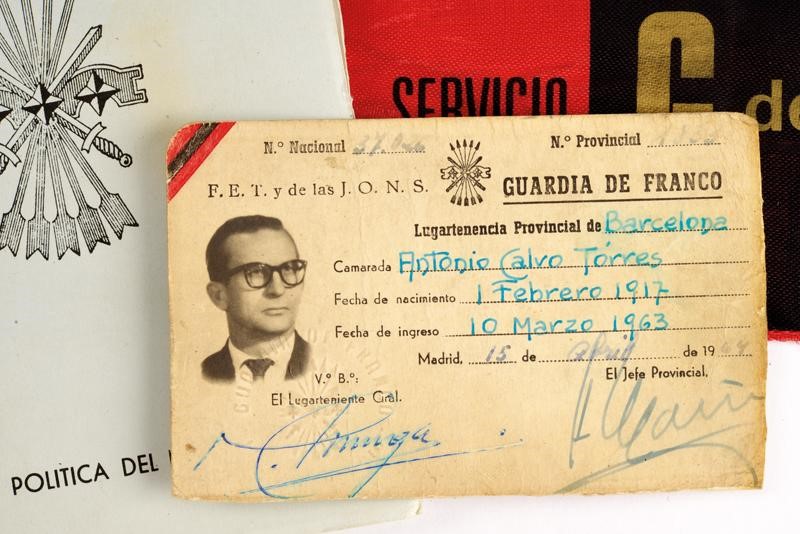 SERVICIO
G de
N.º Nacional
N.º Provincial
F. E. T. y de las J. O. N. S.
GUARDIA DE FRANCO
Lugartenencia Provincial de Barcelona
Camarada Antonio Calvo Tórres
Fecha de nacimiento 1 Febrero 1917
Fecha de ingreso 10 Marzo 1963
Madrid, 15 de abril de 19
V.º B.º:
El Jefe Provincial,
El Lugarteniente Gral.
POLITICA DEL